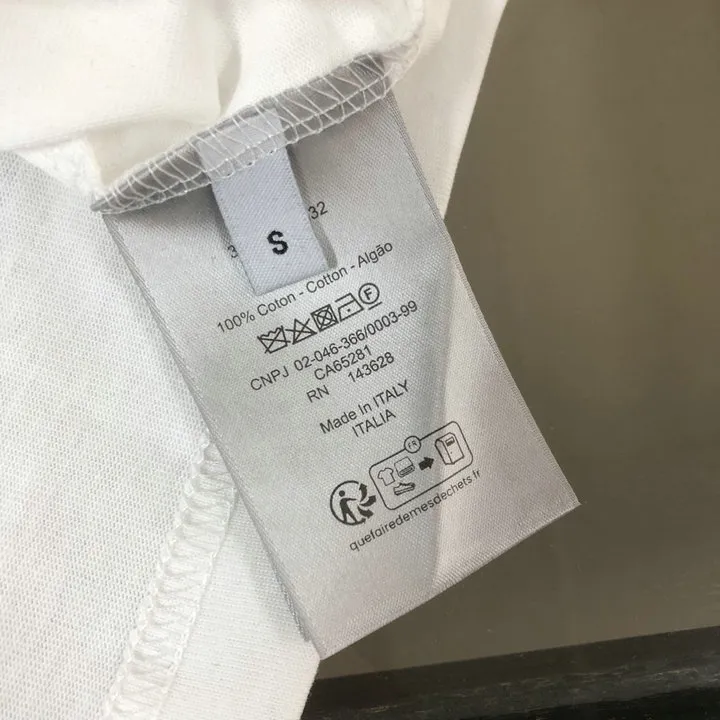 32
3
S
100% Coton - Cotton - Algão
F
CNPJ 02-046-366/0003-99
CA65281
RN 143628
Made In ITALY
ITALIA
FR
quefairedemesdechets.fr